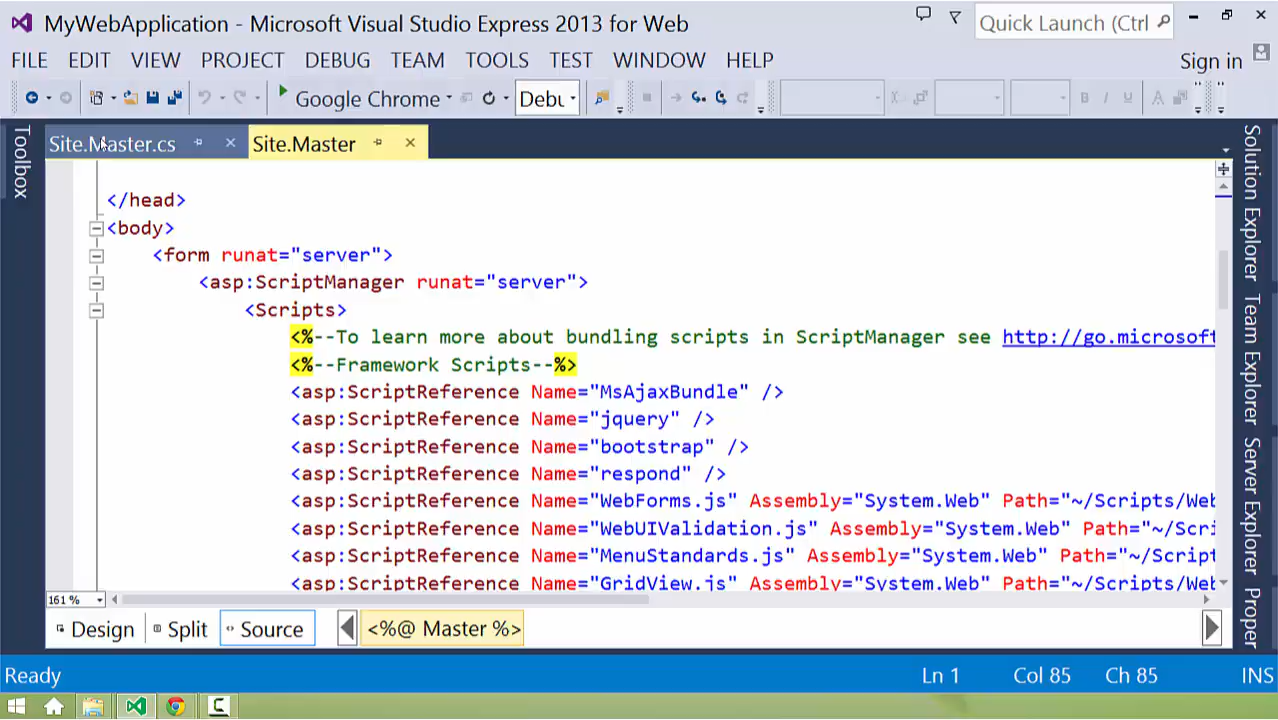 MyWebApplication - Microsoft Visual Studio Express 2013 for Web
Quick Launch (Ctrl
FILE EDIT VIEW PROJECT DEBUG TEAM TOOLS TEST WINDOW HELP
Sign in
Google Chrome
Debu
Toolbox
Site.Master.cs
Site.Master
</head>
<body>
<form runat="server">
<asp:ScriptManager runat="server">
<Scripts>
<%--To learn more about bundling scripts in ScriptManager see http://go.microsoft
<%--Framework Scripts--%>
<asp:ScriptReference Name="MsAjaxBundle" />
<asp:ScriptReference Name="jquery" />
<asp:ScriptReference Name="bootstrap" />
<asp:ScriptReference Name="respond" />
<asp:ScriptReference Name="WebForms.js" Assembly="System.Web" Path="~/Scripts/Web
<asp:ScriptReference Name="WebUIValidation.js" Assembly="System.Web" Path="~/Scri
<asp:ScriptReference Name="MenuStandards.js" Assembly="System.Web" Path="~/Script
<asp:ScriptReference Name="GridView.js" Assembly="System.Web" Path="~/Scripts/Web
Solution Explorer
Team Explorer
Server Explorer
Proper
161 %
Design
Split
Source
<%@ Master %>
Ready
Ln 1
Col 85
Ch 85
INS